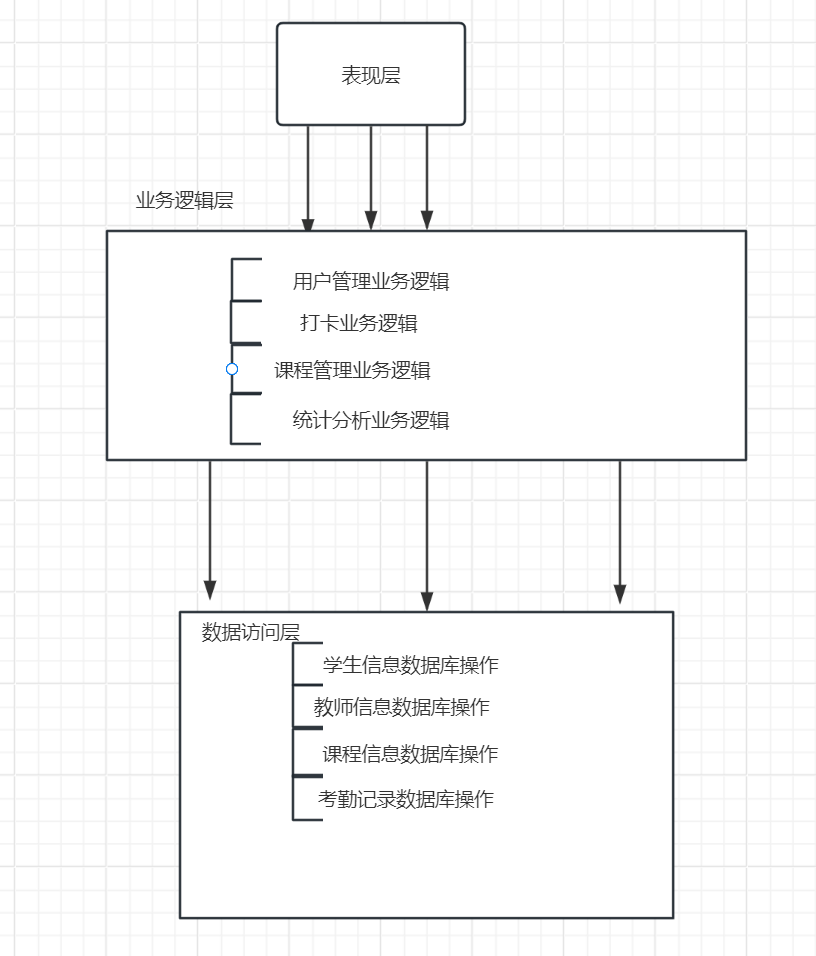 表现层
业务逻辑层
用户管理业务逻辑
打卡业务逻辑
课程管理业务逻辑
统计分析业务逻辑
数据访问层
学生信息数据库操作
教师信息数据库操作
课程信息数据库操作
考勤记录数据库操作